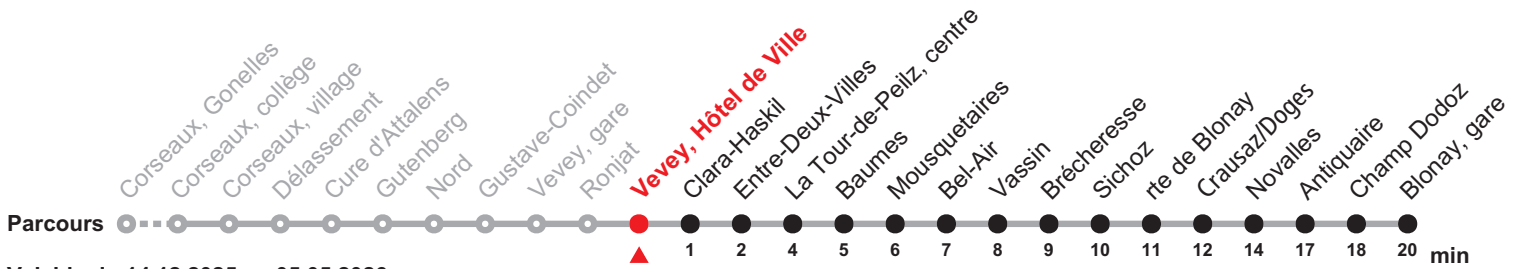 Corseaux, Gonelles
Corseaux, collège
Corseaux, village
Délassement
Cure d'Attalens
Gutenberg
Nord
Gustave-Coindet
Vevey, gare
Ronjat
Vevey, Hôtel de Ville
Clara-Haskil
Entre-Deux-Villes
La Tour-de-Peilz, centre
Baumes
Mousquetaires
Bel-Air
Vassin
Brécheresse
Sichoz
rte de Blonay
Crausaz/Doges
Novalles
Antiquaire
Champ Dodoz
Blonay, gare
Parcours
1 2 4 5 6 7 8 9 10 11 12 14 17 18 20 min